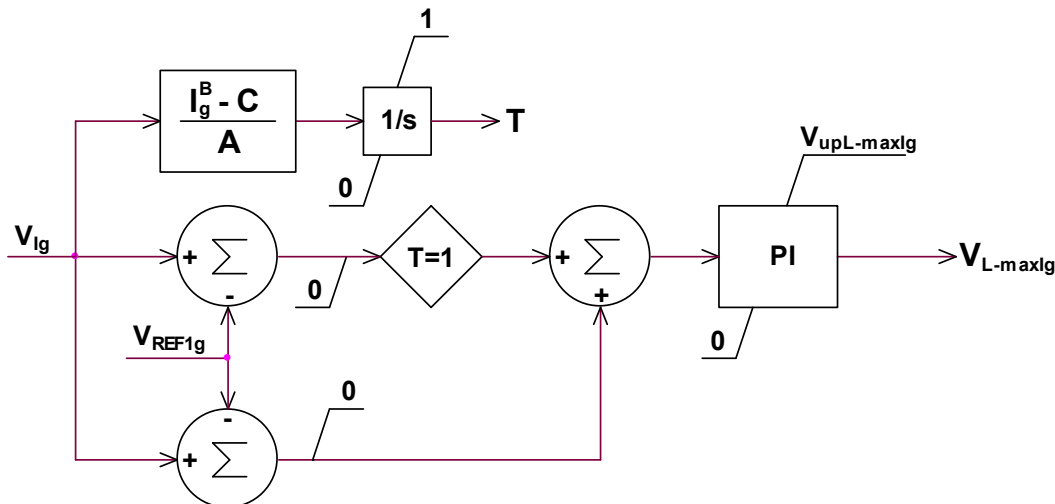 1
I_g^B - C
A
1/s
T
0
V_upL-maxIg
V_Ig
+
Σ
-
0
T=1
+
Σ
+
PI
V_L-maxIg
0
V_REF1g
-
+
Σ
0